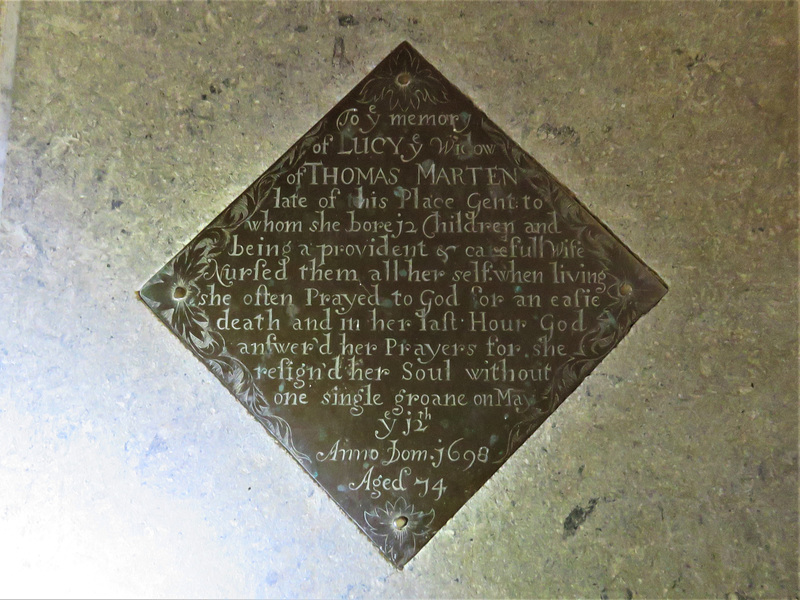 To yᵉ memory
of LUCY yᵉ Widow
of THOMAS MARTEN
late of this Place Gent: to
whom she bore j2 Children and
being a provident & carefull Wife
Nurſed them all her self. when living
she often Prayed to God for an eaſie
death and in her laſt Hour God
anſwer'd her Prayers for she
reſign'd her Soul without
one single groane on May
yᵉ j2ᵗʰ
Anno Dom. j698
Aged 74